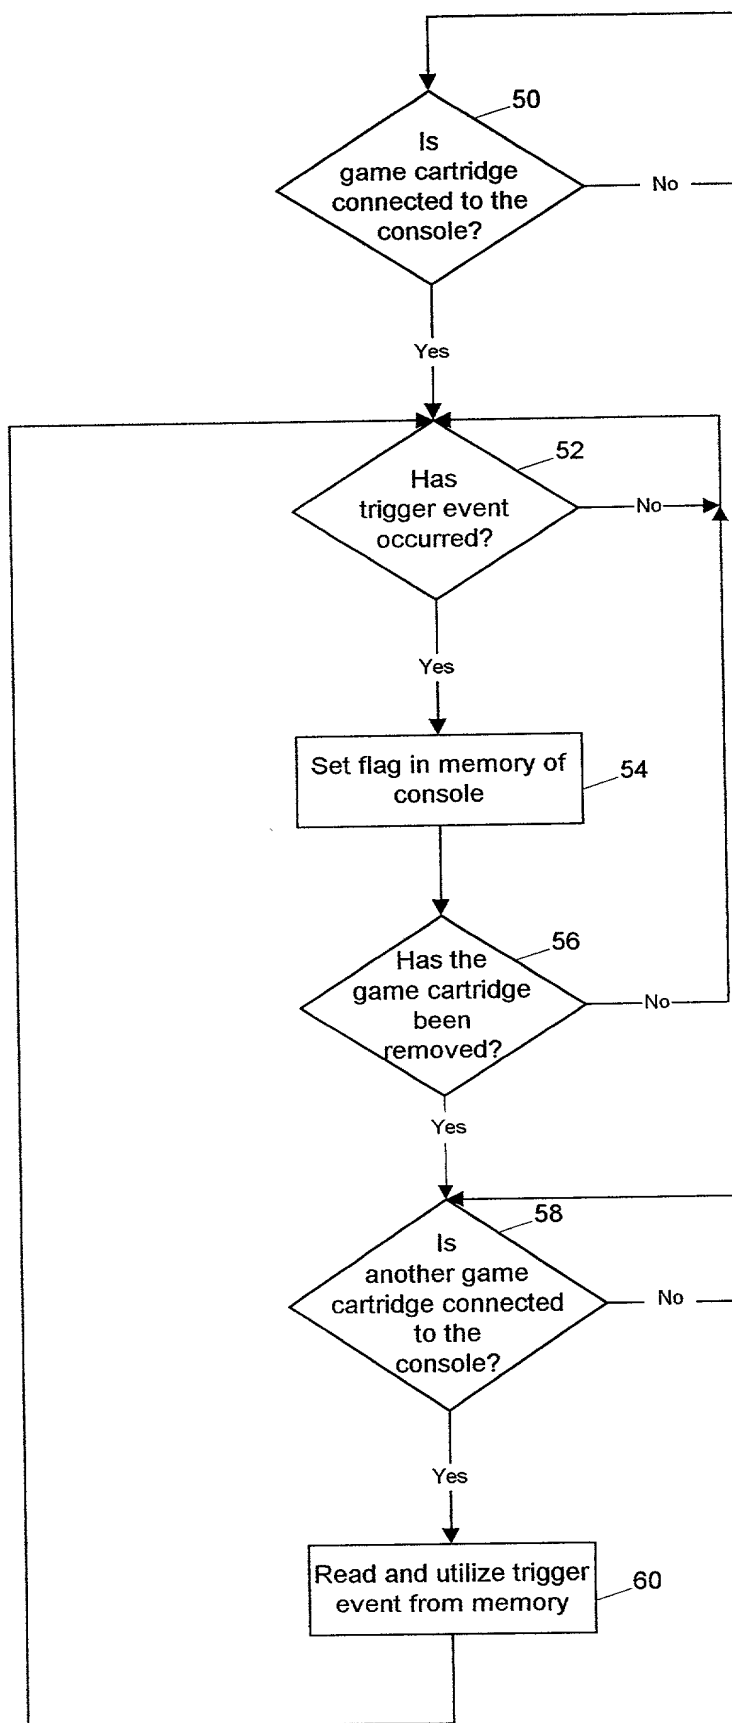 50
Is
game cartridge
connected to the
console?
No
Yes
52
Has
trigger event
occurred?
No
Yes
Set flag in memory of
console
54
56
Has the
game cartridge
been
removed?
No
Yes
58
Is
another game
cartridge connected
to the
console?
No
Yes
Read and utilize trigger
event from memory
60